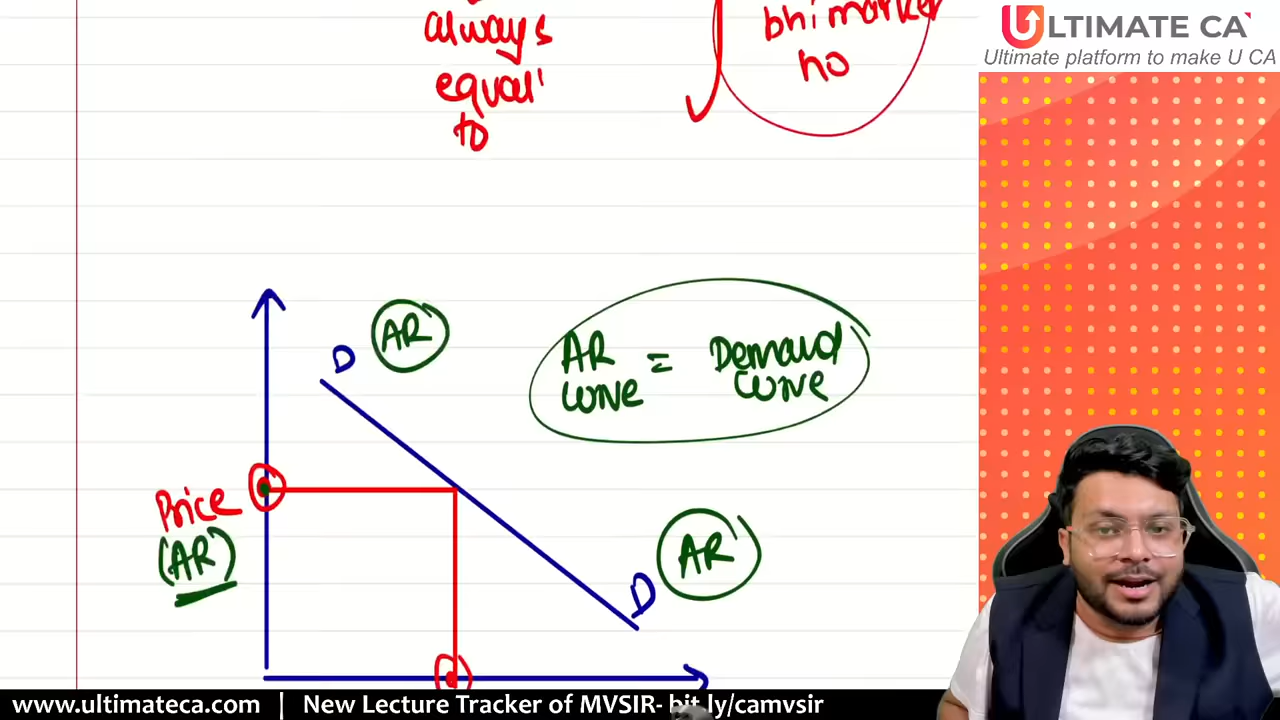 always
equal
to
bhi market
ho
ULTIMATE CA
Ultimate platform to make U CA
D
AR
AR = Demand
curve curve
Price
(AR)
D
AR
www.ultimateca.com | New Lecture Tracker of MVSIR- bit.ly/camvsir